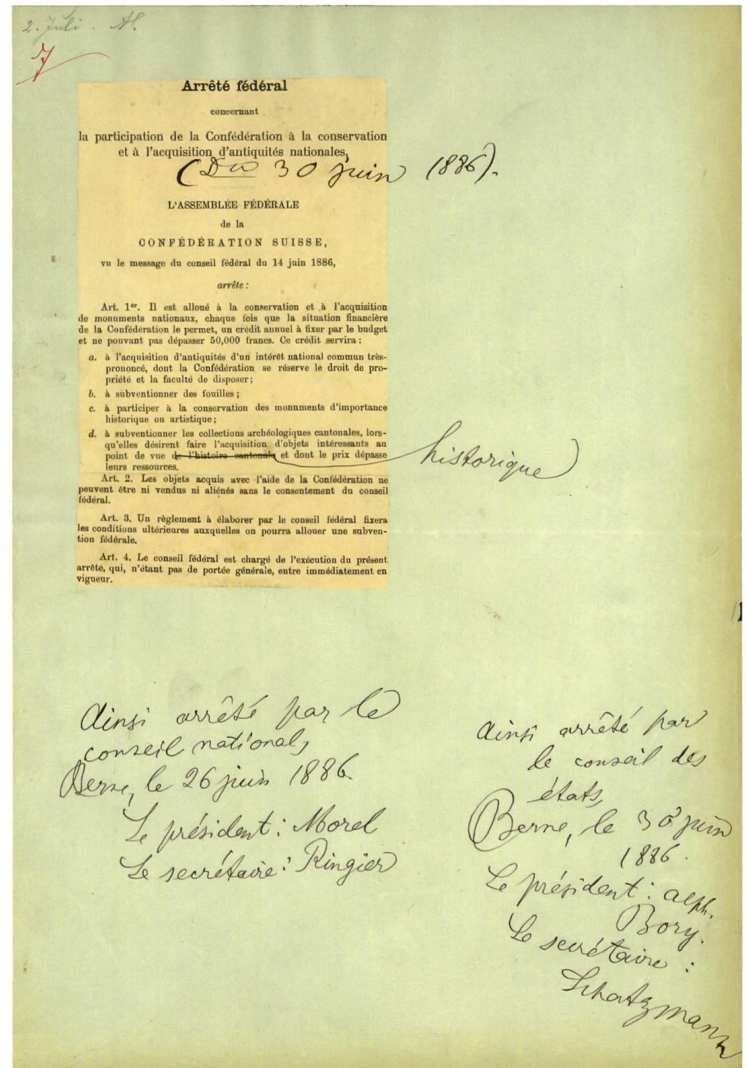 2. Juli. Al.
7
Arrêté fédéral
concernant
la participation de la Confédération à la conservation
et à l'acquisition d'antiquités nationales,
(Du 30 juin 1886).
L'ASSEMBLÉE FÉDÉRALE
de la
CONFÉDÉRATION SUISSE,
vu le message du conseil fédéral du 14 juin 1886,
arrête:
Art. 1er. Il est alloué à la conservation et à l'acquisition
de monuments nationaux, chaque fois que la situation financière
de la Confédération le permet, un crédit annuel à fixer par le budget
et ne pouvant pas dépasser 50,000 francs. Ce crédit servira:
a. à l'acquisition d'antiquités d'un intérêt national commun très-
prononcé, dont la Confédération se réserve le droit de pro-
priété et la faculté de disposer;
b. à subventionner des fouilles;
c. à participer à la conservation des monuments d'importance
historique ou artistique;
d. à subventionner les collections archéologiques cantonales, lors-
qu'elles désirent faire l'acquisition d'objets intéressants au
point de vue de l'histoire cantonale et dont le prix dépasse
historique
leurs ressources.
Art. 2. Les objets acquis avec l'aide de la Confédération ne
peuvent être ni vendus ni aliénés sans le consentement du conseil
fédéral.
Art. 3. Un règlement à élaborer par le conseil fédéral fixera
les conditions ultérieures auxquelles on pourra allouer une subven-
tion fédérale.
Art. 4. Le conseil fédéral est chargé de l'exécution du présent
arrêté, qui, n'étant pas de portée générale, entre immédiatement en
vigueur.
Ainsi arrêté par le
conseil national,
Berne, le 26 juin 1886.
Le président: Morel
Le secrétaire: Ringier
Ainsi arrêté par
le conseil des
états,
Berne, le 30 juin
1886.
Le président: Alph.
Bory.
Le secrétaire:
Schatzmann